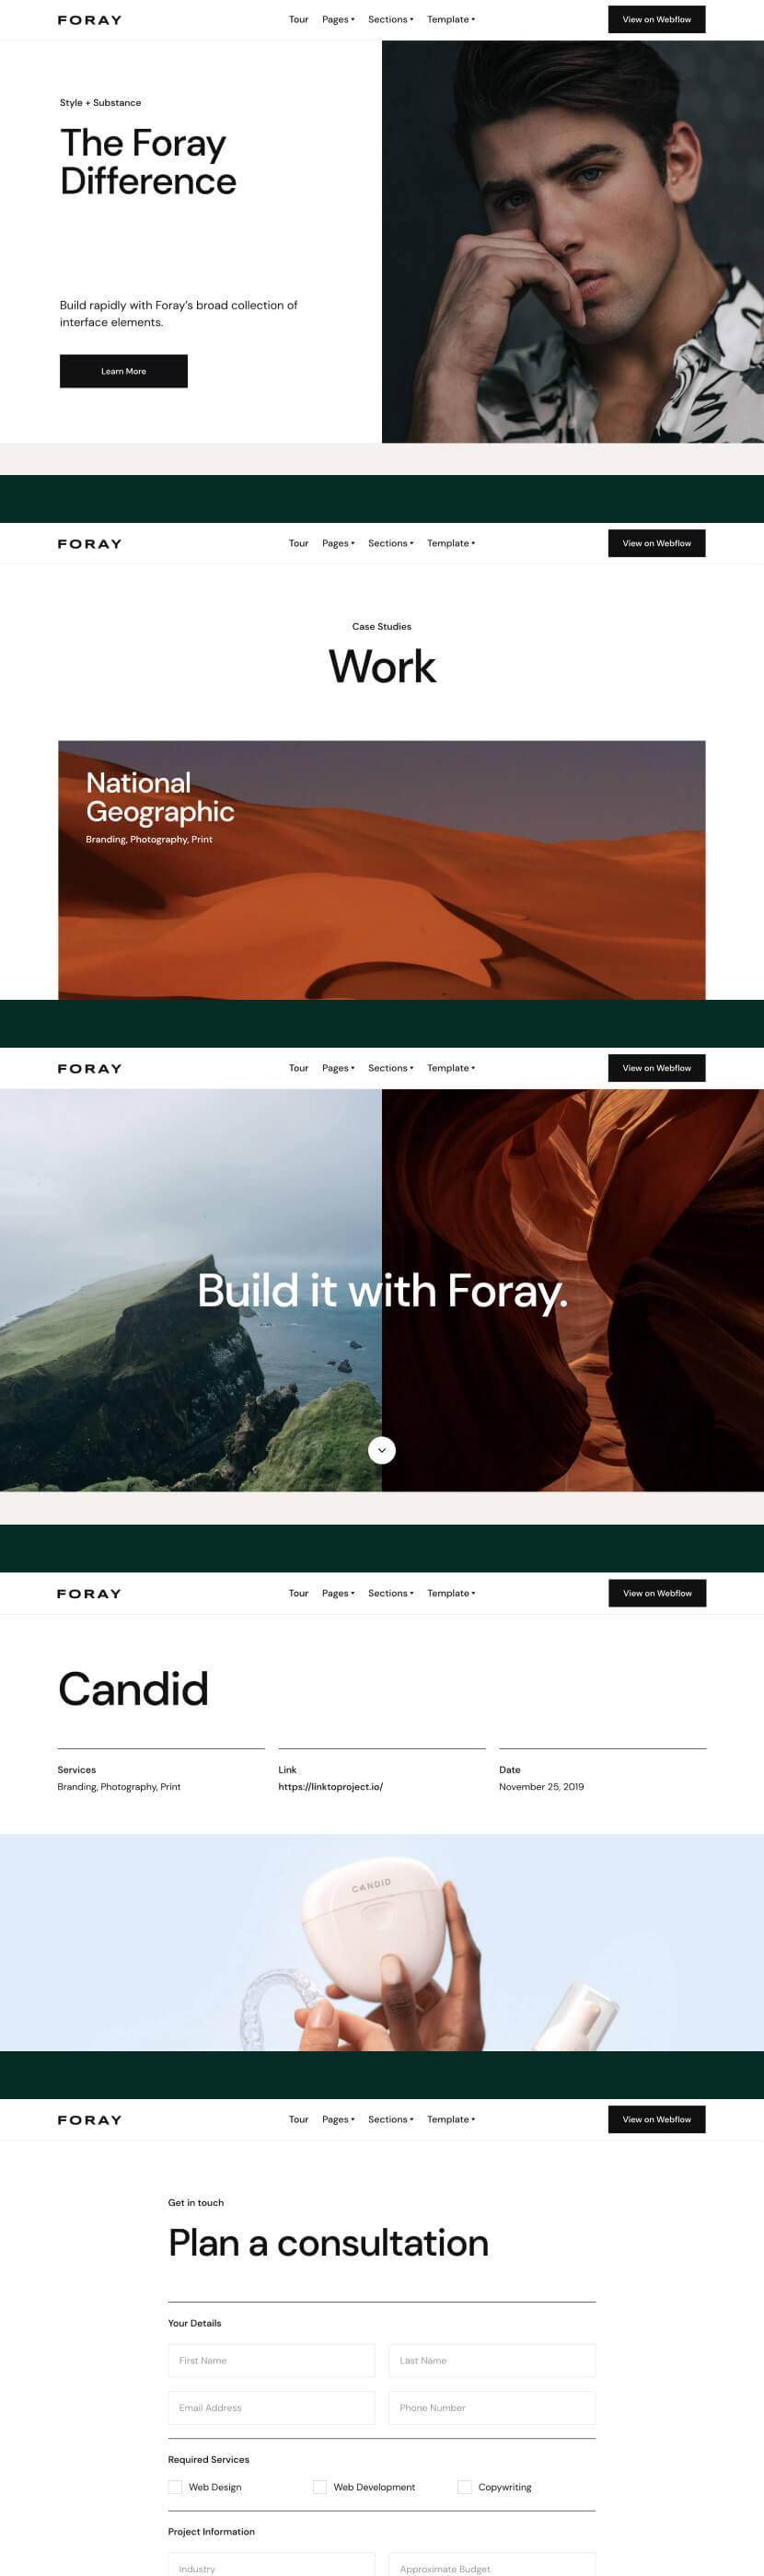 FORAY
Tour Pages Sections Template
View on Webflow
Style + Substance
The Foray
Difference
Build rapidly with Foray's broad collection of
interface elements.
Learn More
FORAY
Tour Pages Sections Template
View on Webflow
Case Studies
Work
National
Geographic
Branding, Photography, Print
FORAY
Tour Pages Sections Template
View on Webflow
Build it with Foray.
FORAY
Tour Pages Sections Template
View on Webflow
Candid
Services
Branding, Photography, Print
Link
https://linktoproject.io/
Date
November 25, 2019
CANDID
FORAY
Tour Pages Sections Template
View on Webflow
Get in touch
Plan a consultation
Your Details
First Name
Last Name
Email Address
Phone Number
Required Services
Web Design
Web Development
Copywriting
Project Information
Industry
Approximate Budget